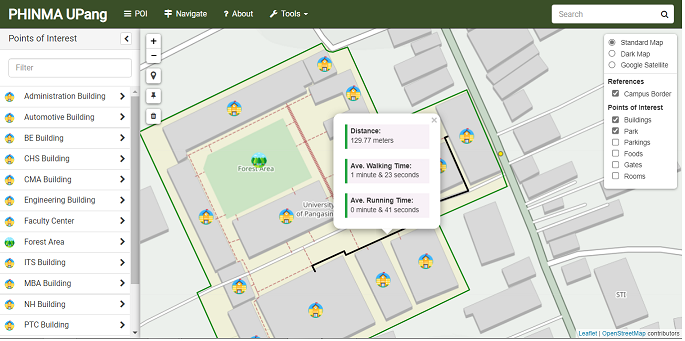 PHINMA UPang
POI
Navigate
About
Tools
Search
Points of Interest
Filter
Administration Building
Automotive Building
BE Building
CHS Building
CMA Building
Engineering Building
Faculty Center
Forest Area
ITS Building
MBA Building
NH Building
PTC Building
+
−
Forest Area
University
of Pangasin
Distance:
129.77 meters
Ave. Walking Time:
1 minute & 23 seconds
Ave. Running Time:
0 minute & 41 seconds
×
Standard Map
Dark Map
Google Satellite
References
Campus Border
Points of Interest
Buildings
Park
Parkings
Foods
Gates
Rooms
STI
Leaflet | OpenStreetMap contributors